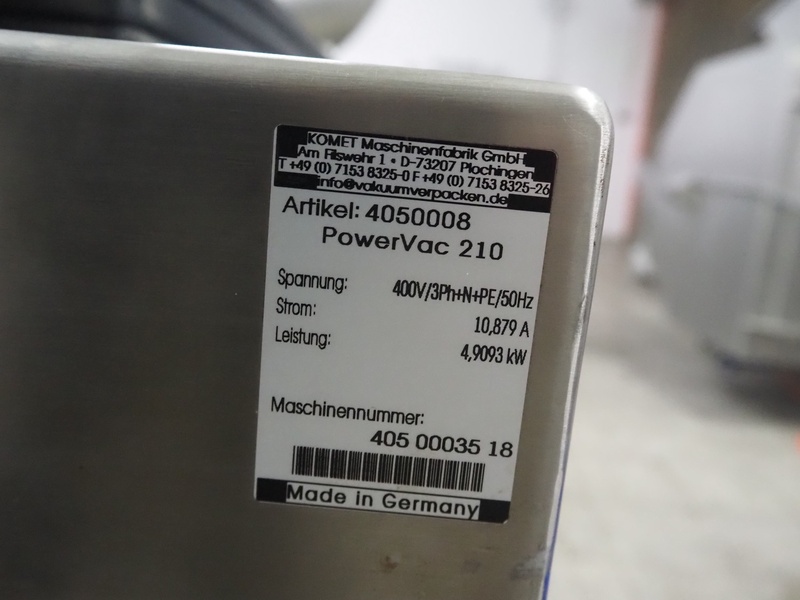 KOMET Maschinenfabrik GmbH
Am Filswehr 1 • D-73207 Plochingen
T +49 (0) 7153 8325-0 F +49 (0) 7153 8325-26
info@vakuumverpacken.de
Artikel: 4050008
PowerVac 210
Spannung: 400V/3Ph+N+PE/50Hz
Strom: 10,879 A
Leistung: 4,9093 kW
Maschinennummer:
405 00035 18
Made in Germany